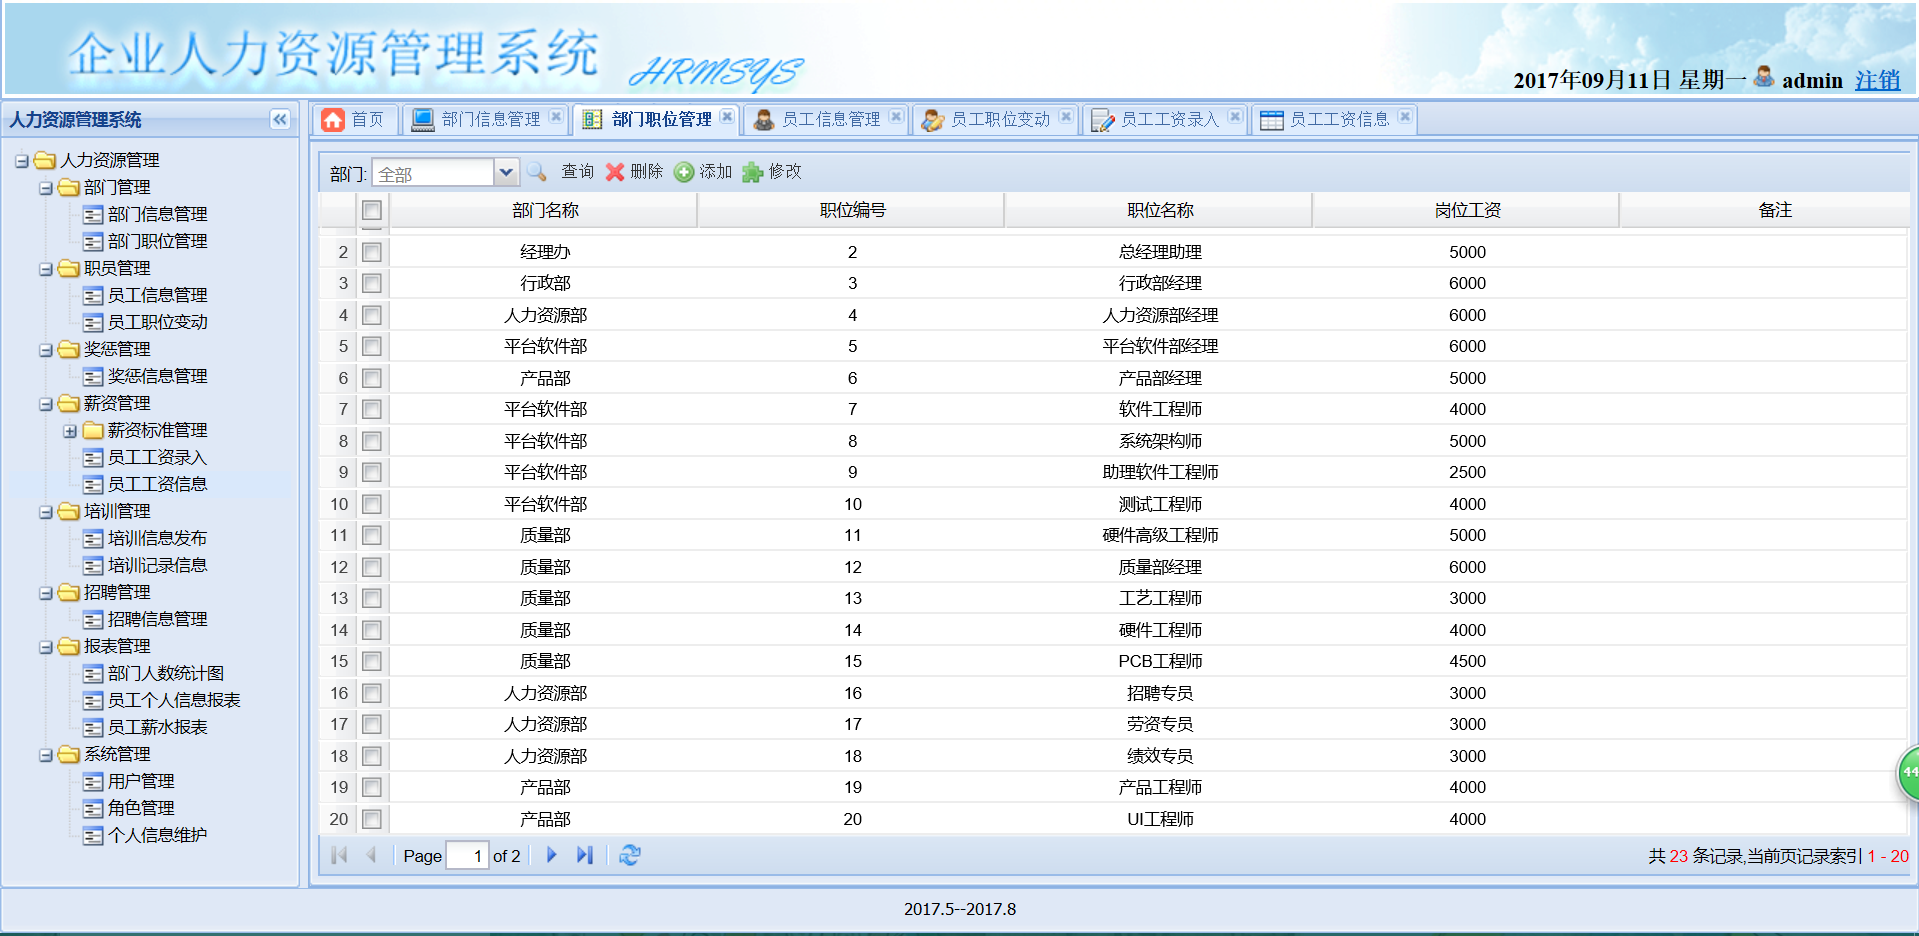 企业人力资源管理系统 HRMSYS
2017年09月11日 星期一 admin 注销
人力资源管理系统
人力资源管理
部门管理
部门信息管理
部门职位管理
职员管理
员工信息管理
员工职位变动
奖惩管理
奖惩信息管理
薪资管理
薪资标准管理
员工工资录入
员工工资信息
培训管理
培训信息发布
培训记录信息
招聘管理
招聘信息管理
报表管理
部门人数统计图
员工个人信息报表
员工薪水报表
系统管理
用户管理
角色管理
个人信息维护
首页 部门信息管理 部门职位管理 员工信息管理 员工职位变动 员工工资录入 员工工资信息
部门: 全部 查询 删除 添加 修改
部门名称 职位编号 职位名称 岗位工资 备注
2 经理办 2 总经理助理 5000
3 行政部 3 行政部经理 6000
4 人力资源部 4 人力资源部经理 6000
5 平台软件部 5 平台软件部经理 6000
6 产品部 6 产品部经理 5000
7 平台软件部 7 软件工程师 4000
8 平台软件部 8 系统架构师 5000
9 平台软件部 9 助理软件工程师 2500
10 平台软件部 10 测试工程师 4000
11 质量部 11 硬件高级工程师 5000
12 质量部 12 质量部经理 6000
13 质量部 13 工艺工程师 3000
14 质量部 14 硬件工程师 4000
15 质量部 15 PCB工程师 4500
16 人力资源部 16 招聘专员 3000
17 人力资源部 17 劳资专员 3000
18 人力资源部 18 绩效专员 3000
19 产品部 19 产品工程师 4000
20 产品部 20 UI工程师 4000
44
Page 1 of 2
共 23 条记录,当前页记录索引 1 - 20
2017.5--2017.8